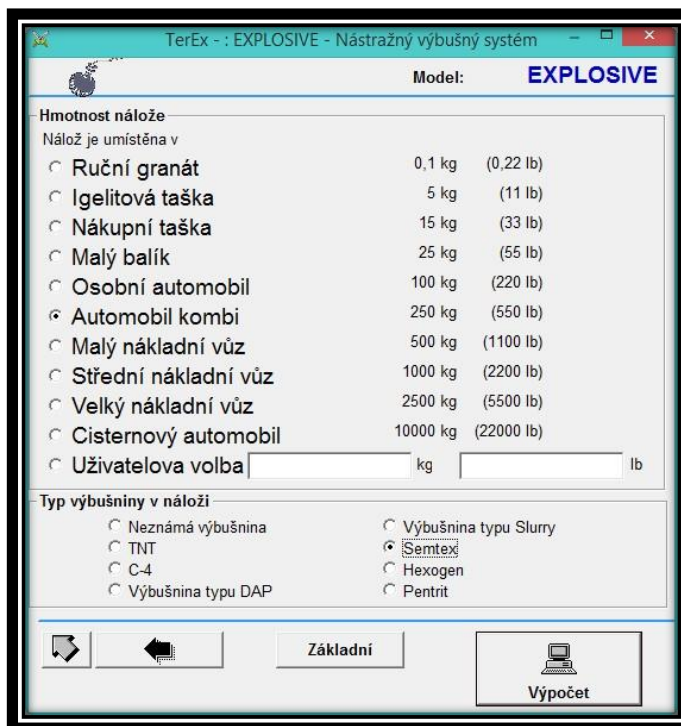 TerEx - : EXPLOSIVE - Nástražný výbušný systém
Model: EXPLOSIVE
Hmotnost nálože
Nálož je umístěna v
Ruční granát 0,1 kg (0,22 lb)
Igelitová taška 5 kg (11 lb)
Nákupní taška 15 kg (33 lb)
Malý balík 25 kg (55 lb)
Osobní automobil 100 kg (220 lb)
Automobil kombi 250 kg (550 lb)
Malý nákladní vůz 500 kg (1100 lb)
Střední nákladní vůz 1000 kg (2200 lb)
Velký nákladní vůz 2500 kg (5500 lb)
Cisternový automobil 10000 kg (22000 lb)
Uživatelova volba kg lb
Typ výbušniny v náloži
Neznámá výbušnina Výbušnina typu Slurry
TNT Semtex
C-4 Hexogen
Výbušnina typu DAP Pentrit
Základní
Výpočet